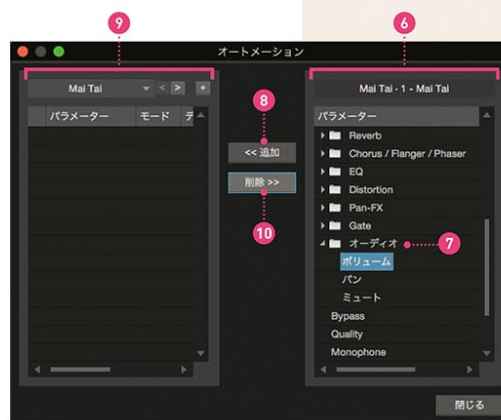 9
6
オートメーション
Mai Tai
< > +
Mai Tai - 1 - Mai Tai
パラメーター モード デ
8
<< 追加
削除 >>
10
パラメーター
Reverb
Chorus / Flanger / Phaser
EQ
Distortion
Pan-FX
Gate
オーディオ
7
ボリューム
パン
ミュート
Bypass
Quality
Monophone
閉じる